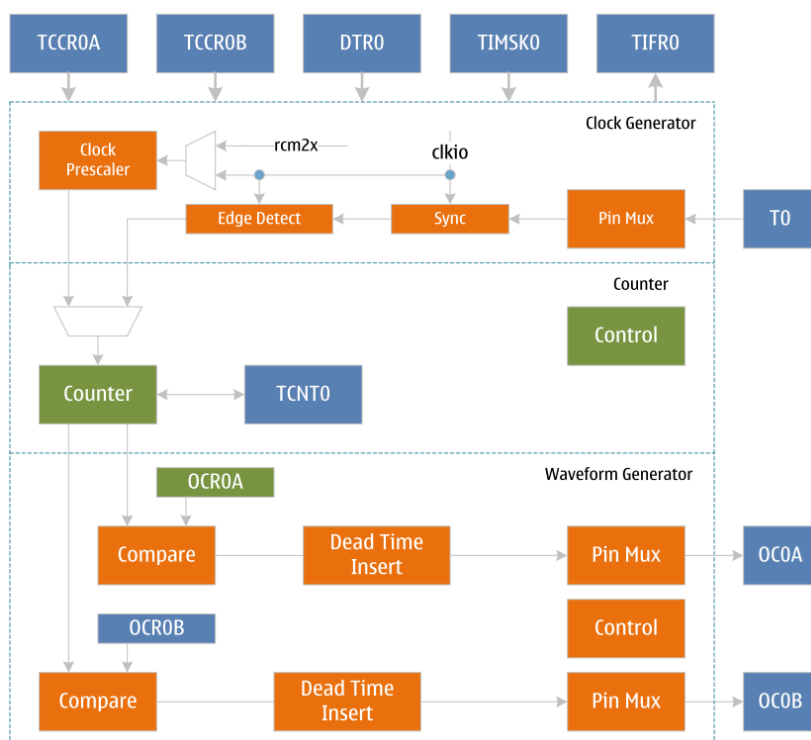 TCCR0A
TCCR0B
DTR0
TIMSK0
TIFR0
Clock Generator
Clock
Prescaler
rcm2x
clkio
Edge Detect
Sync
Pin Mux
T0
Counter
Control
Counter
TCNT0
Waveform Generator
OCR0A
Compare
Dead Time
Insert
Pin Mux
OC0A
OCR0B
Control
Compare
Dead Time
Insert
Pin Mux
OC0B